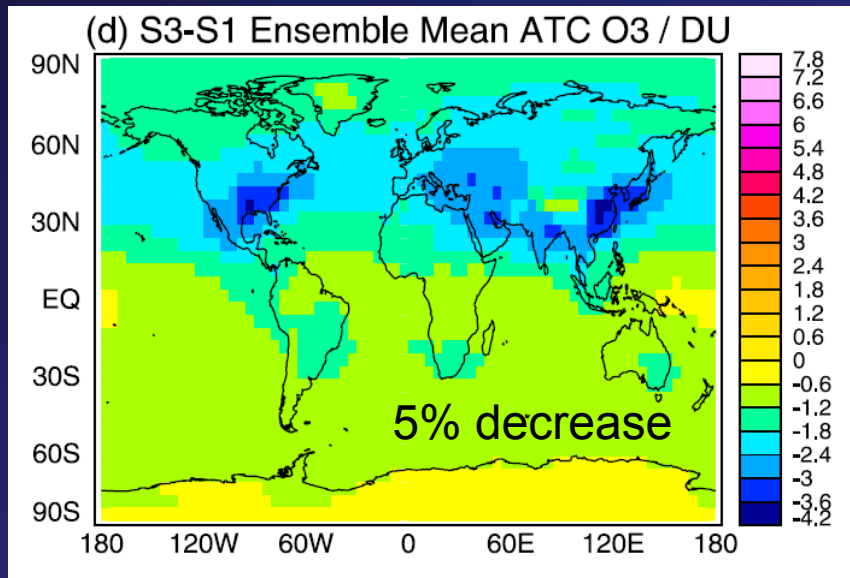 (d) S3-S1 Ensemble Mean ATC O3 / DU
90N
60N
30N
EQ
30S
60S
90S
180
120W
60W
0
60E
120E
180
5% decrease
7.8
7.2
6.6
6
5.4
4.8
4.2
3.6
3
2.4
1.8
1.2
0.6
0
-0.6
-1.2
-1.8
-2.4
-3
-3.6
-4.2